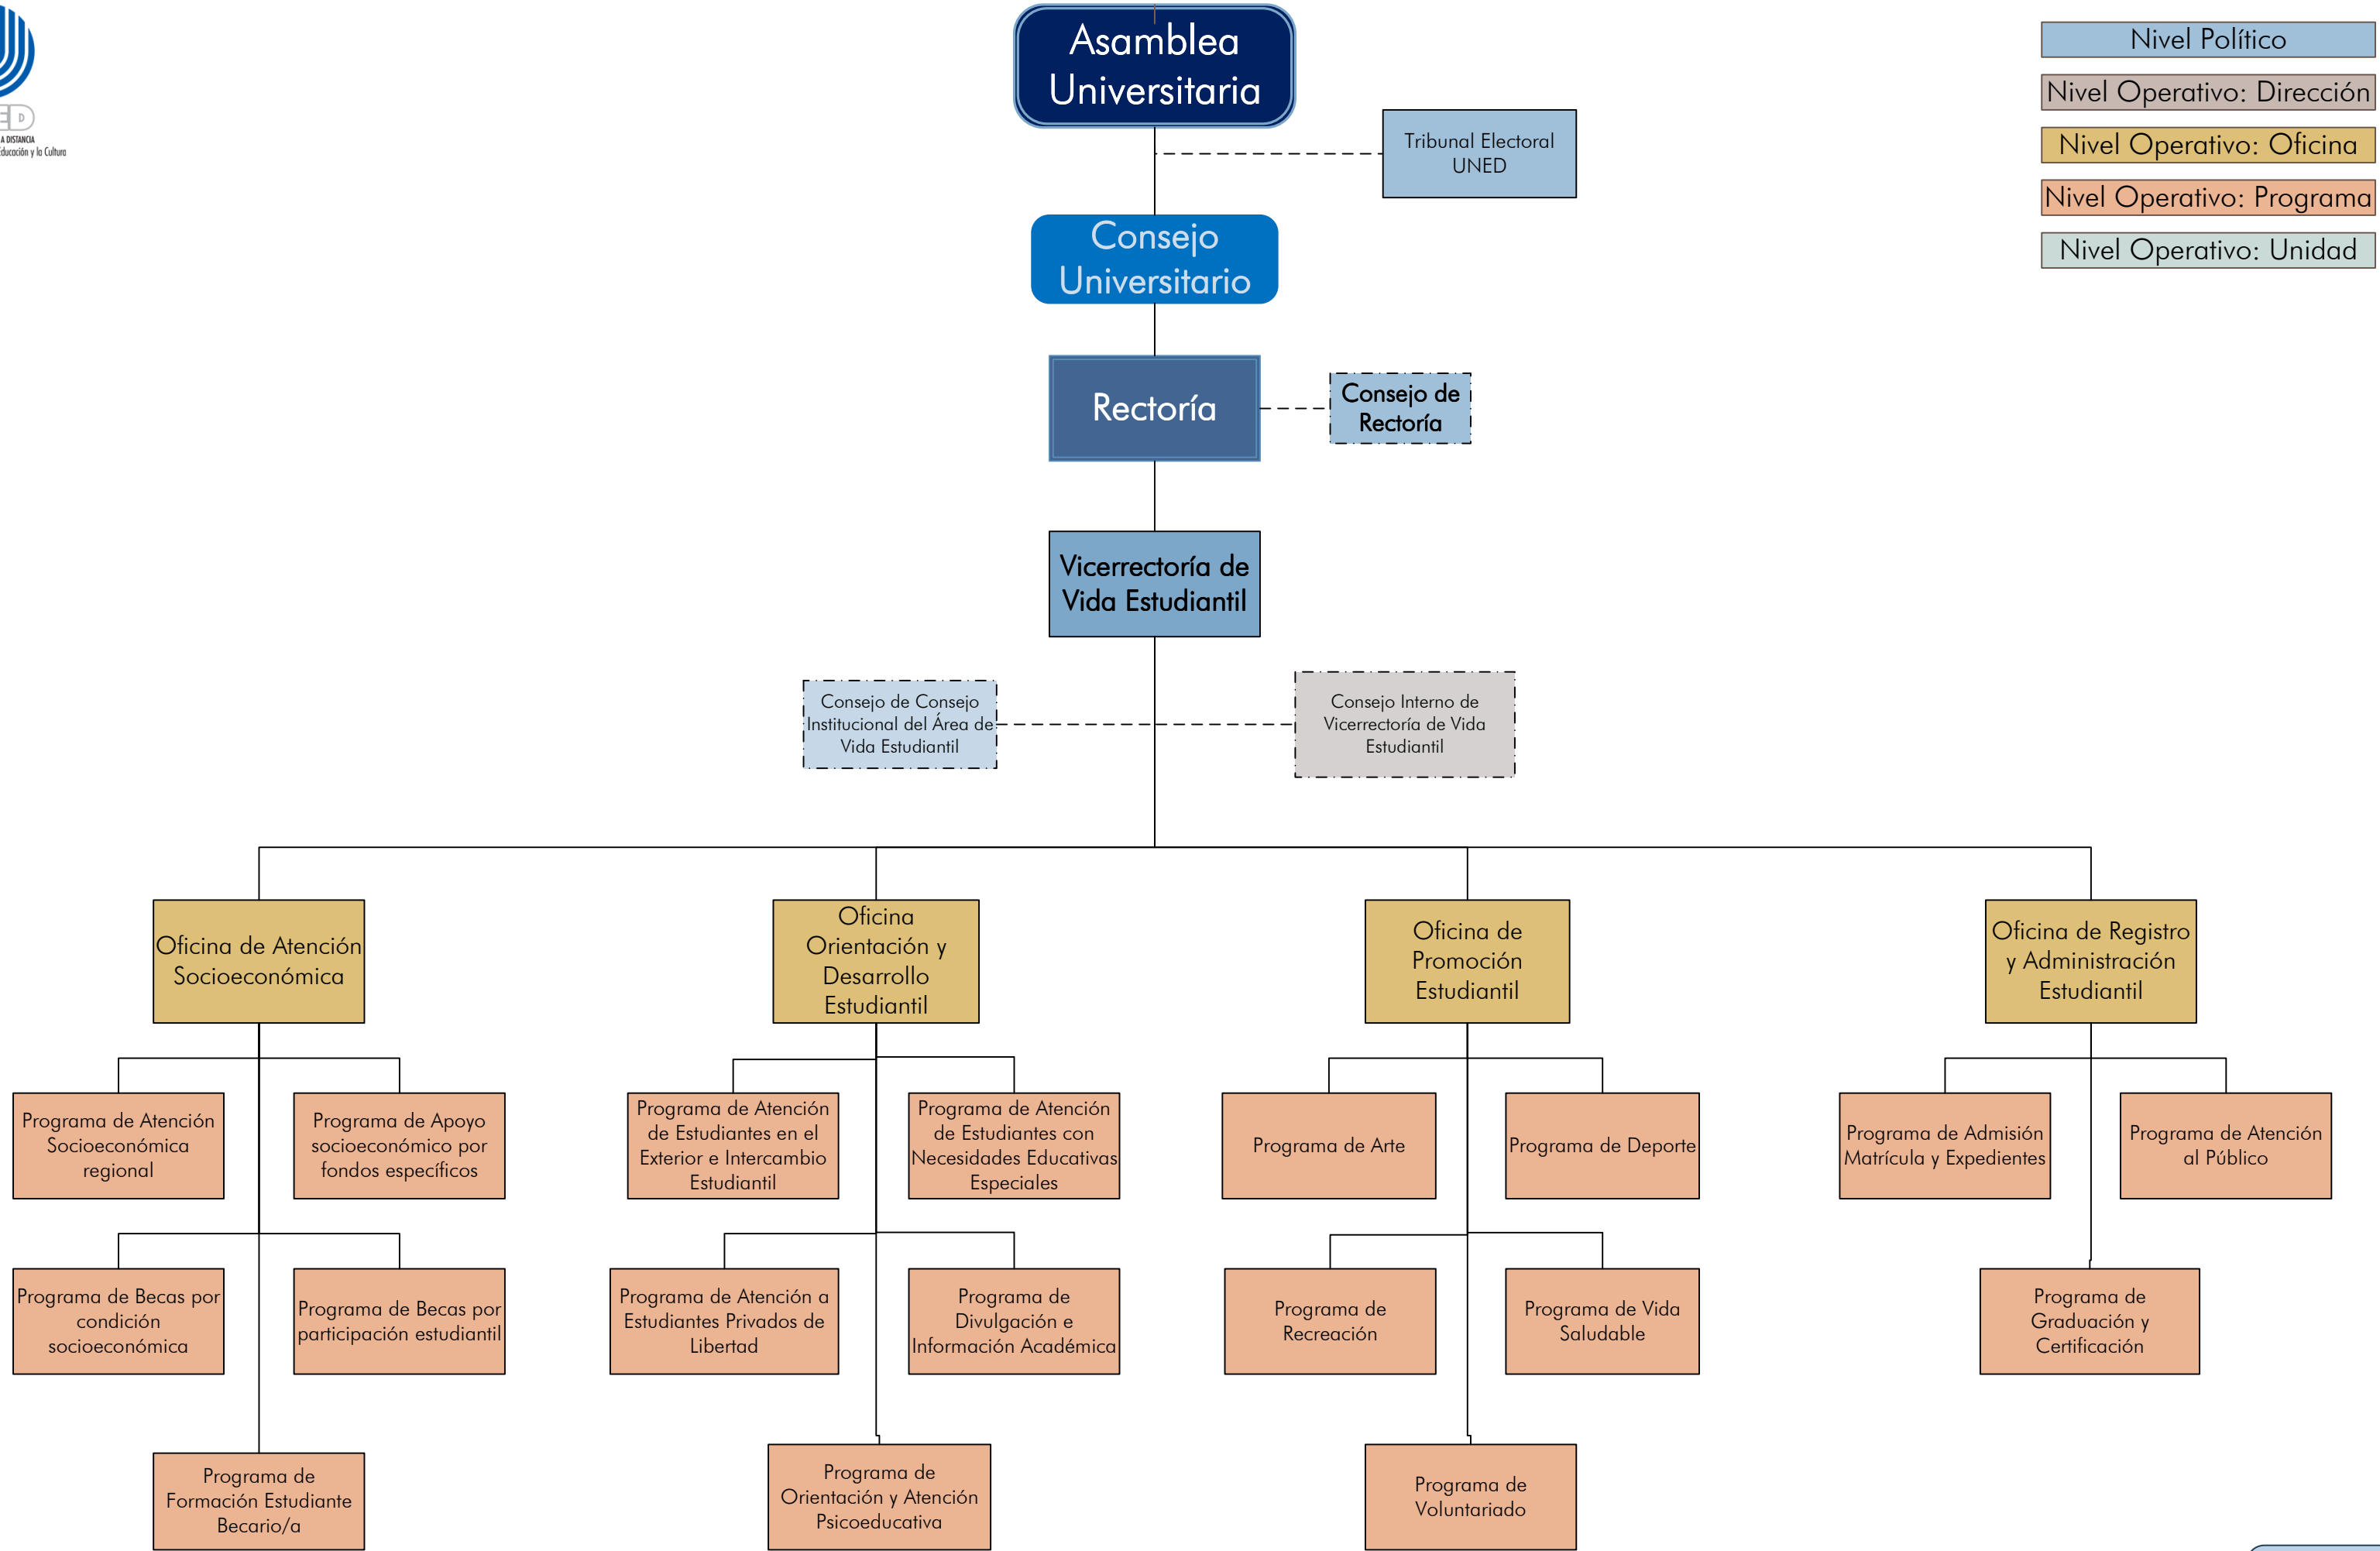 ED
A DISTANCIA
Educación y la Cultura
Asamblea
Universitaria
Nivel Político
Nivel Operativo: Dirección
Nivel Operativo: Oficina
Nivel Operativo: Programa
Nivel Operativo: Unidad
Tribunal Electoral
UNED
Consejo
Universitario
Rectoría
Consejo de
Rectoría
Vicerrectoría de
Vida Estudiantil
Consejo de Consejo
Institucional del Área de
Vida Estudiantil
Consejo Interno de
Vicerrectoría de Vida
Estudiantil
Oficina de Atención
Socioeconómica
Oficina
Orientación y
Desarrollo
Estudiantil
Oficina de
Promoción
Estudiantil
Oficina de Registro
y Administración
Estudiantil
Programa de Atención
Socioeconómica
regional
Programa de Apoyo
socioeconómico por
fondos específicos
Programa de Atención
de Estudiantes en el
Exterior e Intercambio
Estudiantil
Programa de Atención
de Estudiantes con
Necesidades Educativas
Especiales
Programa de Arte
Programa de Deporte
Programa de Admisión
Matrícula y Expedientes
Programa de Atención
al Público
Programa de Becas por
condición
socioeconómica
Programa de Becas por
participación estudiantil
Programa de Atención a
Estudiantes Privados de
Libertad
Programa de
Divulgación e
Información Académica
Programa de
Recreación
Programa de Vida
Saludable
Programa de
Graduación y
Certificación
Programa de
Formación Estudiante
Becario/a
Programa de
Orientación y Atención
Psicoeducativa
Programa de
Voluntariado